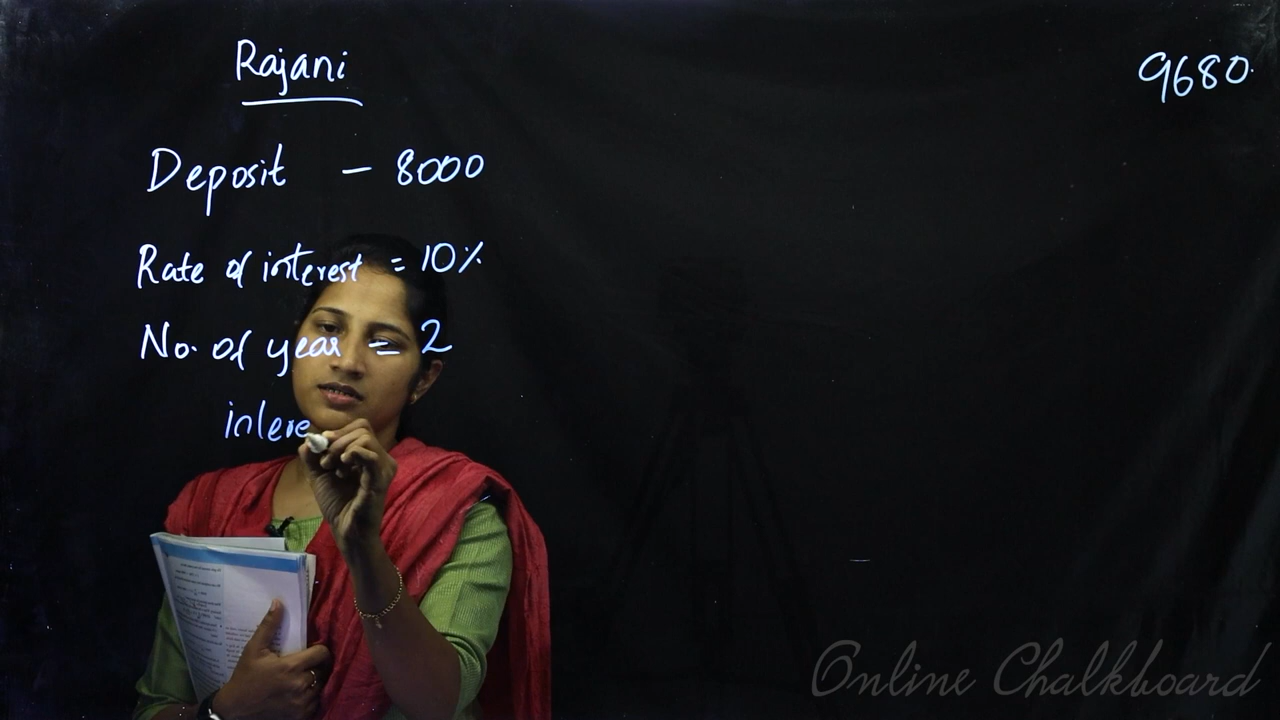 Rajani
9680
Deposit - 8000
Rate of interest = 10%
No. of year = 2
intere
Online Chalkboard